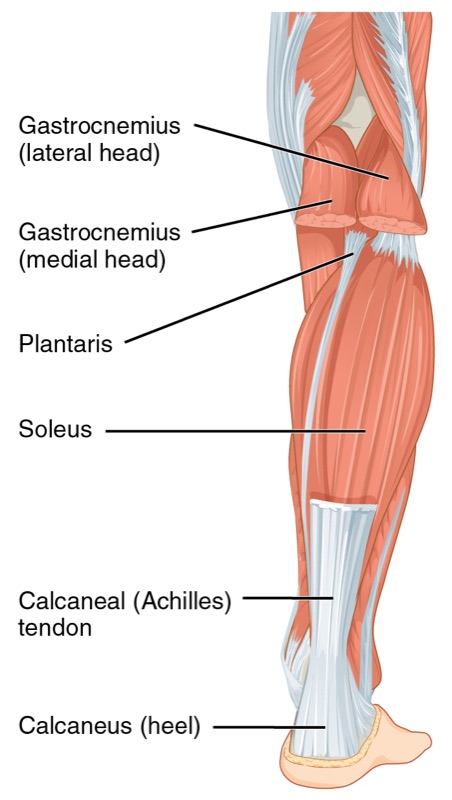 Gastrocnemius
(lateral head)
Gastrocnemius
(medial head)
Plantaris
Soleus
Calcaneal (Achilles)
tendon
Calcaneus (heel)